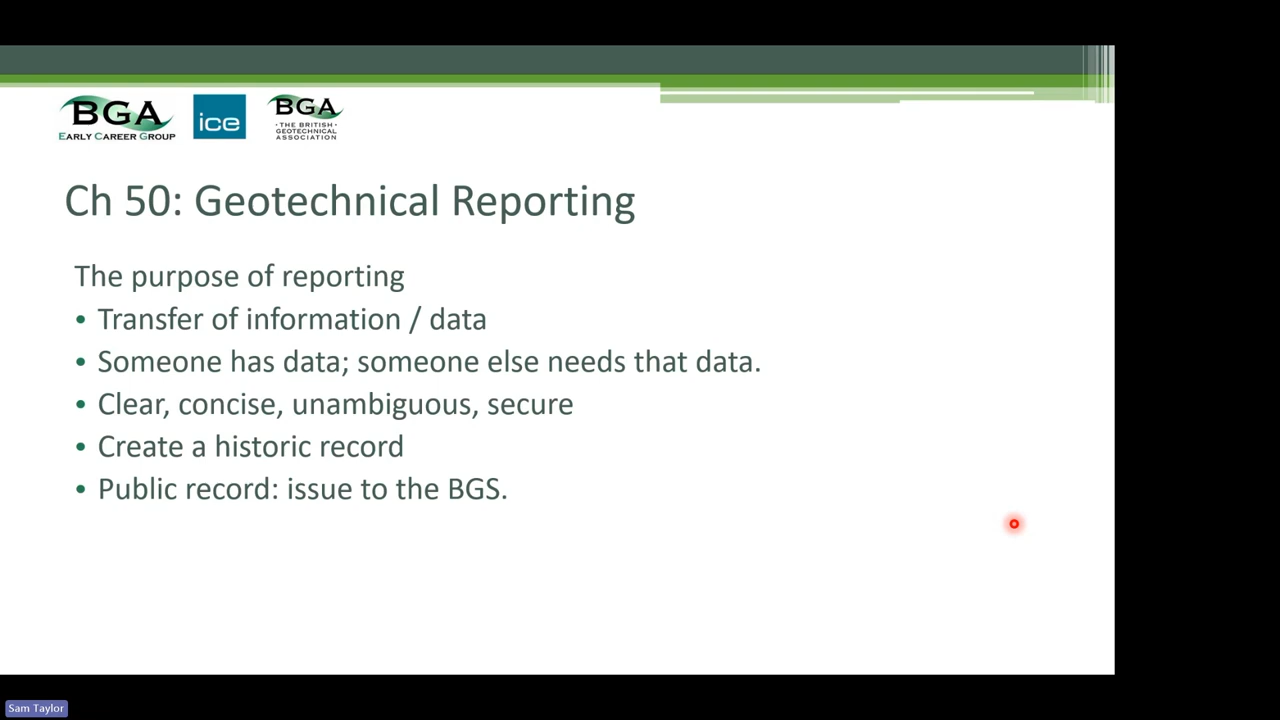 BGA
EARLY CAREER GROUP
ice
BGA
· THE BRITISH ·
GEOTECHNICAL
ASSOCIATION
Ch 50: Geotechnical Reporting
The purpose of reporting
• Transfer of information / data
• Someone has data; someone else needs that data.
• Clear, concise, unambiguous, secure
• Create a historic record
• Public record: issue to the BGS.
Sam Taylor